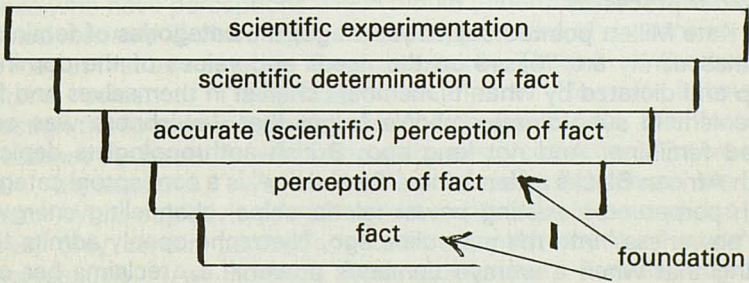 scientific experimentation
scientific determination of fact
accurate (scientific) perception of fact
perception of fact
fact
foundation